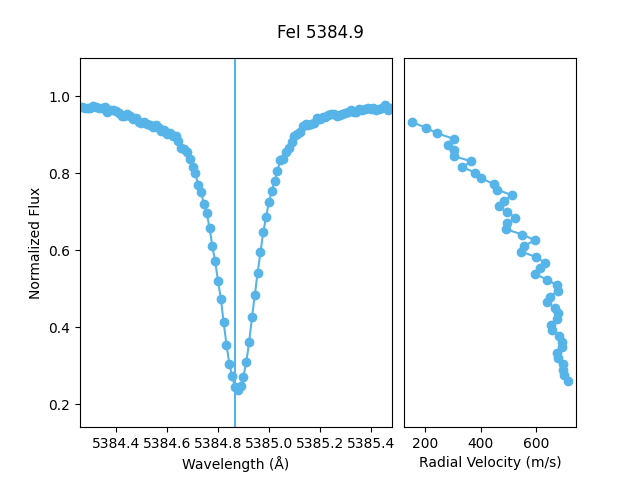 FeI 5384.9
Normalized Flux
1.0
0.8
0.6
0.4
0.2
5384.4 5384.6 5384.8 5385.0 5385.2 5385.4
Wavelength (Å)
200 400 600
Radial Velocity (m/s)